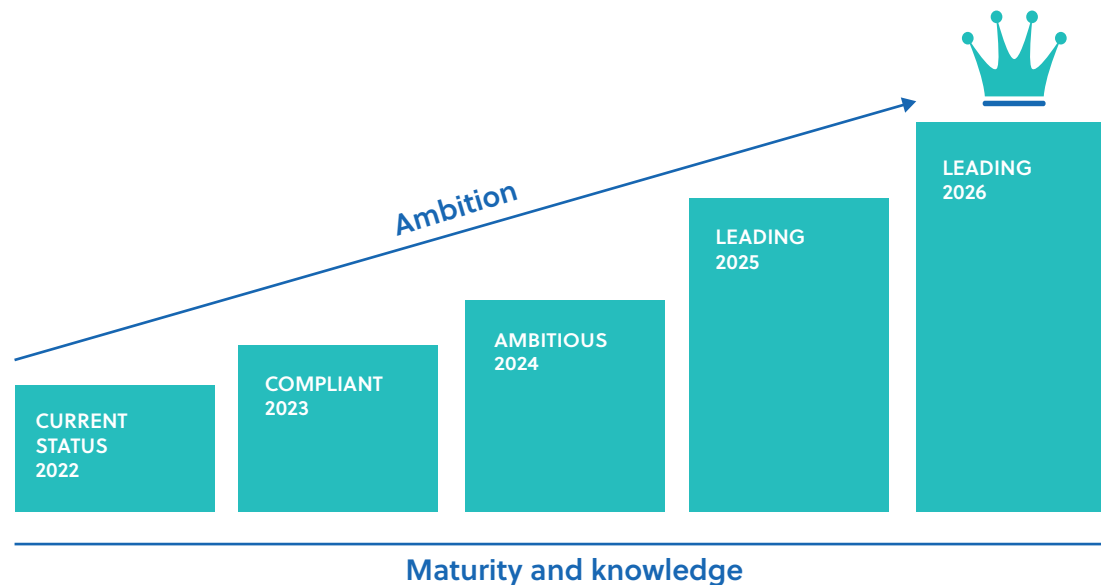 Ambition
CURRENT
STATUS
2022
COMPLIANT
2023
AMBITIOUS
2024
LEADING
2025
LEADING
2026
Maturity and knowledge